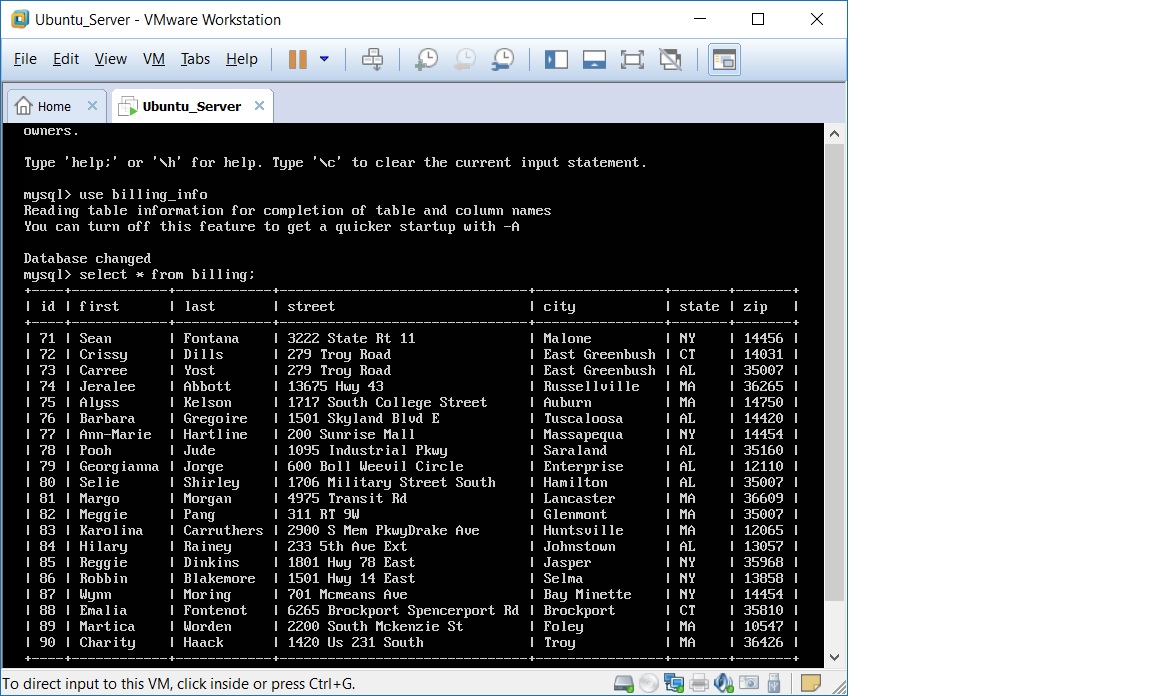 Ubuntu_Server - VMware Workstation
File Edit View VM Tabs Help
Home Ubuntu_Server
owners.
Type 'help;' or '\h' for help. Type '\c' to clear the current input statement.
mysql> use billing_info
Reading table information for completion of table and column names
You can turn off this feature to get a quicker startup with -A
Database changed
mysql> select * from billing;
+----+------------+------------+-------------------------------+----------------+-------+-------+
| id | first | last | street | city | state | zip |
+----+------------+------------+-------------------------------+----------------+-------+-------+
| 71 | Sean | Fontana | 3222 State Rt 11 | Malone | NY | 14456 |
| 72 | Crissy | Dills | 279 Troy Road | East Greenbush | CT | 14031 |
| 73 | Carree | Yost | 279 Troy Road | East Greenbush | AL | 35007 |
| 74 | Jeralee | Abbott | 13675 Hwy 43 | Russellville | MA | 36265 |
| 75 | Alyss | Kelson | 1717 South College Street | Auburn | MA | 14750 |
| 76 | Barbara | Gregoire | 1501 Skyland Blvd E | Tuscaloosa | AL | 14420 |
| 77 | Ann-Marie | Hartline | 200 Sunrise Mall | Massapequa | NY | 14454 |
| 78 | Pooh | Jude | 1095 Industrial Pkwy | Saraland | AL | 35160 |
| 79 | Georgianna | Jorge | 600 Boll Weevil Circle | Enterprise | AL | 12110 |
| 80 | Selie | Shirley | 1706 Military Street South | Hamilton | AL | 35007 |
| 81 | Margo | Morgan | 4975 Transit Rd | Lancaster | MA | 36609 |
| 82 | Meggie | Pang | 311 RT 9W | Glenmont | MA | 35007 |
| 83 | Karolina | Carruthers | 2900 S Mem PkwyDrake Ave | Huntsville | MA | 12065 |
| 84 | Hilary | Rainey | 233 5th Ave Ext | Johnstown | AL | 13057 |
| 85 | Reggie | Dinkins | 1801 Hwy 78 East | Jasper | NY | 35968 |
| 86 | Robbin | Blakemore | 1501 Hwy 14 East | Selma | NY | 13858 |
| 87 | Wynn | Moring | 701 Mcmeans Ave | Bay Minette | NY | 14454 |
| 88 | Emalia | Fontenot | 6265 Brockport Spencerport Rd | Brockport | CT | 35810 |
| 89 | Martica | Worden | 2200 South Mckenzie St | Foley | MA | 10547 |
| 90 | Charity | Haack | 1420 Us 231 South | Troy | MA | 36426 |
+----+------------+------------+-------------------------------+----------------+-------+-------+
To direct input to this VM, click inside or press Ctrl+G.